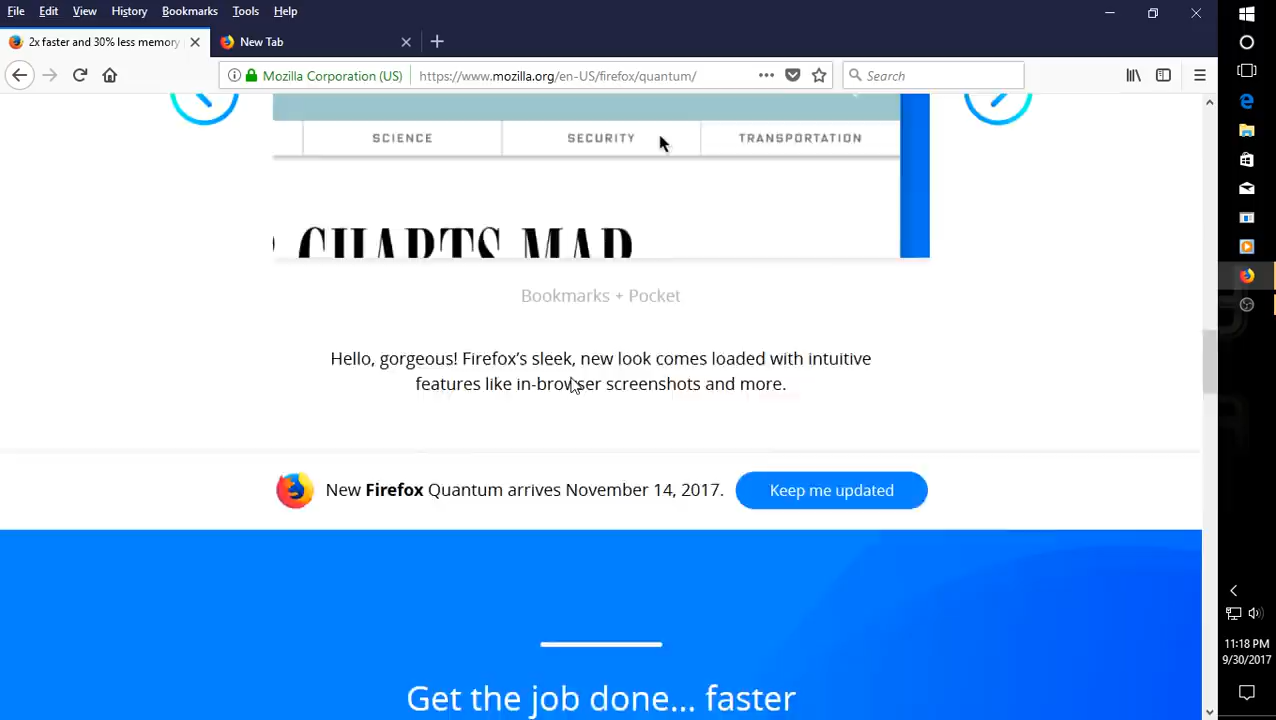 File Edit View History Bookmarks Tools Help
2x faster and 30% less memory
New Tab
Mozilla Corporation (US) https://www.mozilla.org/en-US/firefox/quantum/
Search
SCIENCE SECURITY TRANSPORTATION
CHARTS MAP
Bookmarks + Pocket
Hello, gorgeous! Firefox's sleek, new look comes loaded with intuitive
features like in-browser screenshots and more.
New Firefox Quantum arrives November 14, 2017.
Keep me updated
Get the job done... faster
11:18 PM
9/30/2017